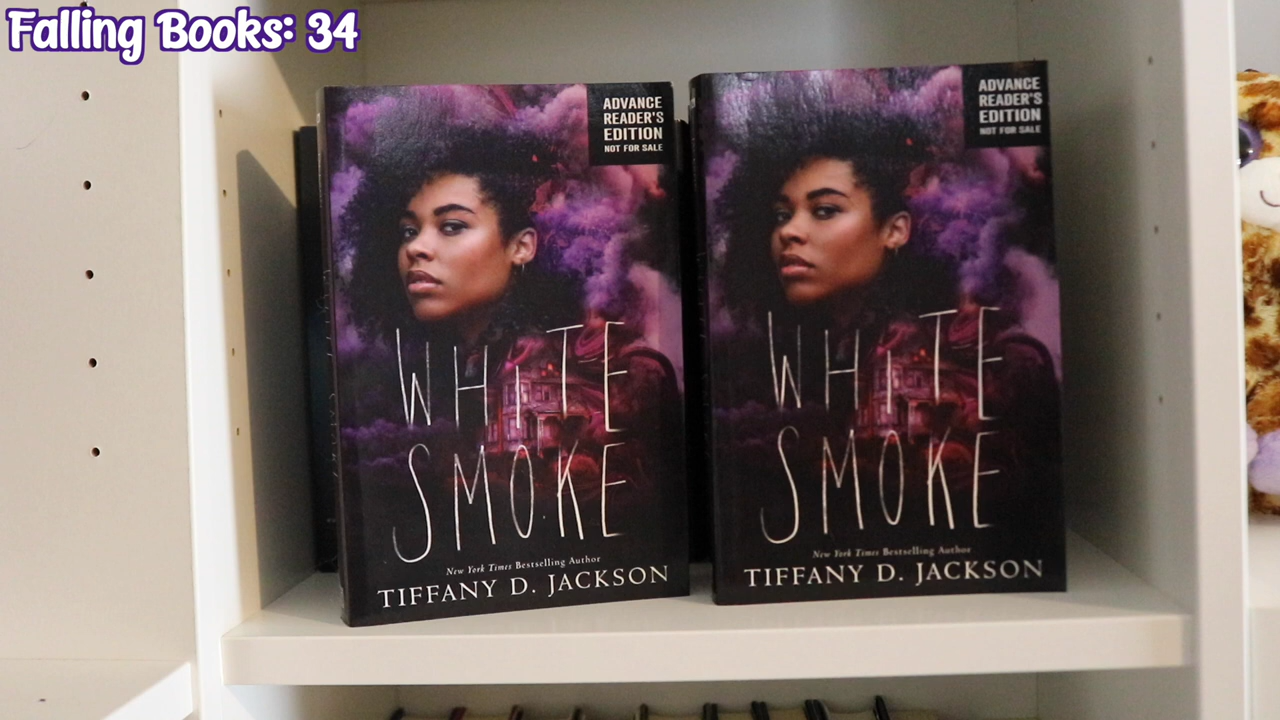 Falling Books: 34
ADVANCE
READER'S
EDITION
NOT FOR SALE
WHITE
SMOKE
New York Times Bestselling Author
TIFFANY D. JACKSON
ADVANCE
READER'S
EDITION
NOT FOR SALE
WHITE
SMOKE
New York Times Bestselling Author
TIFFANY D. JACKSON